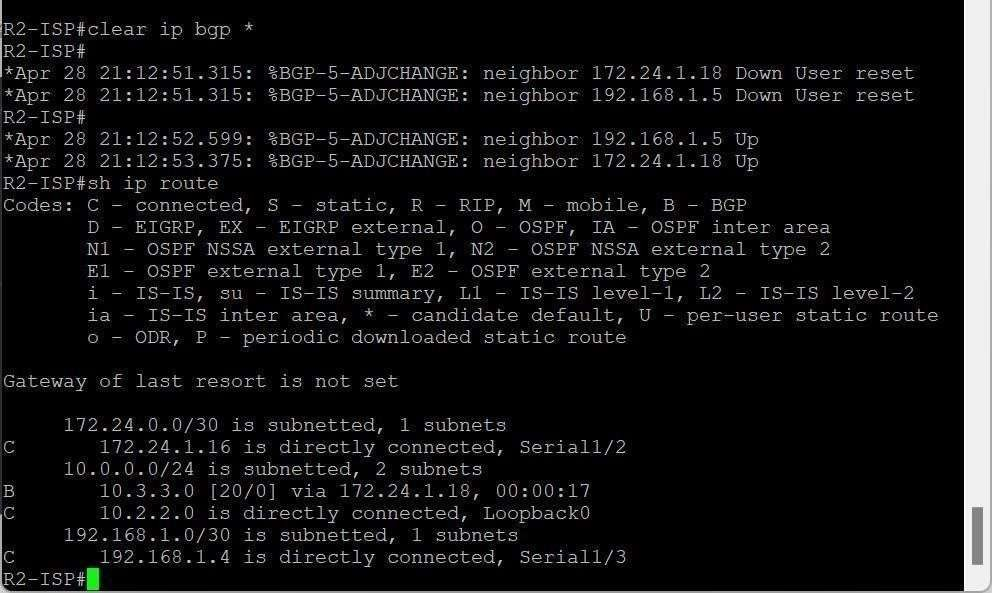 R2-ISP#clear ip bgp *
R2-ISP#
*Apr 28 21:12:51.315: %BGP-5-ADJCHANGE: neighbor 172.24.1.18 Down User reset
*Apr 28 21:12:51.315: %BGP-5-ADJCHANGE: neighbor 192.168.1.5 Down User reset
R2-ISP#
*Apr 28 21:12:52.599: %BGP-5-ADJCHANGE: neighbor 192.168.1.5 Up
*Apr 28 21:12:53.375: %BGP-5-ADJCHANGE: neighbor 172.24.1.18 Up
R2-ISP#sh ip route
Codes: C - connected, S - static, R - RIP, M - mobile, B - BGP
       D - EIGRP, EX - EIGRP external, O - OSPF, IA - OSPF inter area
       N1 - OSPF NSSA external type 1, N2 - OSPF NSSA external type 2
       E1 - OSPF external type 1, E2 - OSPF external type 2
       i - IS-IS, su - IS-IS summary, L1 - IS-IS level-1, L2 - IS-IS level-2
       ia - IS-IS inter area, * - candidate default, U - per-user static route
       o - ODR, P - periodic downloaded static route
Gateway of last resort is not set
     172.24.0.0/30 is subnetted, 1 subnets
C       172.24.1.16 is directly connected, Serial1/2
     10.0.0.0/24 is subnetted, 2 subnets
B       10.3.3.0 [20/0] via 172.24.1.18, 00:00:17
C       10.2.2.0 is directly connected, Loopback0
     192.168.1.0/30 is subnetted, 1 subnets
C       192.168.1.4 is directly connected, Serial1/3
R2-ISP#